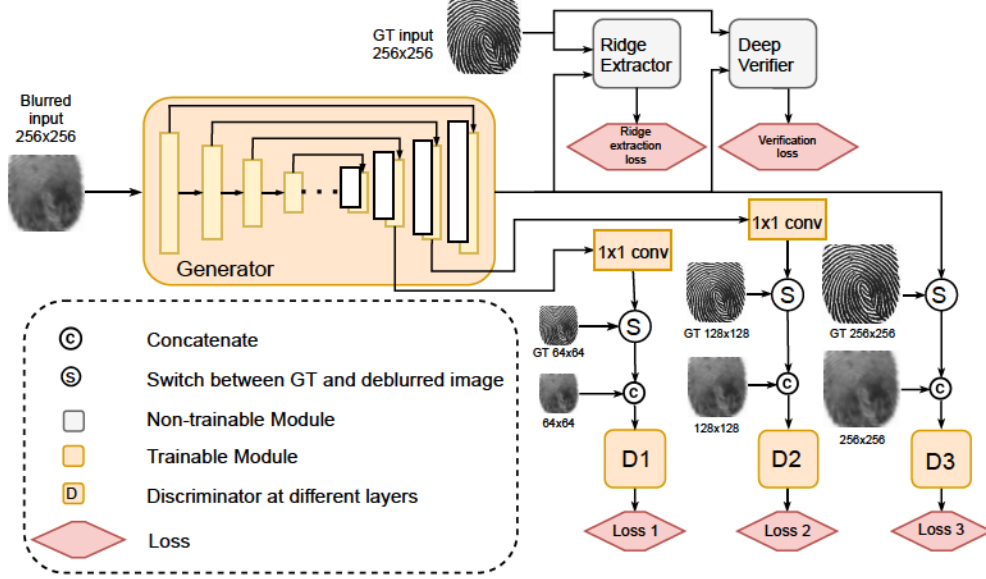 GT input
256x256
Ridge
Extractor
Deep
Verifier
Blurred
input
256x256
Ridge
extraction
loss
Verification
loss
Generator
1x1 conv
1x1 conv
S
S
S
GT 64x64
GT 128x128
GT 256x256
C
C
C
64x64
128x128
256x256
D1
D2
D3
Loss 1
Loss 2
Loss 3
C
Concatenate
S
Switch between GT and deblurred image
Non-trainable Module
Trainable Module
D
Discriminator at different layers
Loss